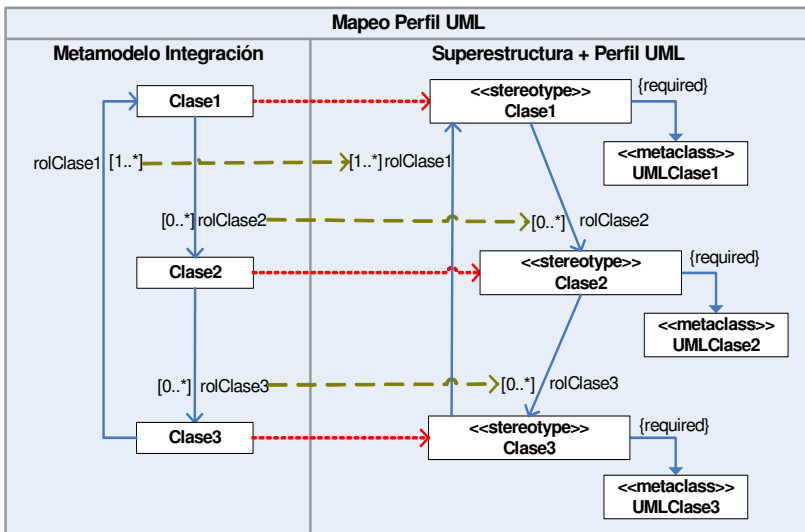 Mapeo Perfil UML
Metamodelo Integración
Superestructura + Perfil UML
Clase1
<<stereotype>>
Clase1
{required}
<<metaclass>>
UMLClase1
rolClase1
[1..*]
[1..*] rolClase1
[0..*] rolClase2
[0..*]
rolClase2
Clase2
<<stereotype>>
Clase2
{required}
<<metaclass>>
UMLClase2
[0..*] rolClase3
[0..*]
rolClase3
Clase3
<<stereotype>>
Clase3
{required}
<<metaclass>>
UMLClase3